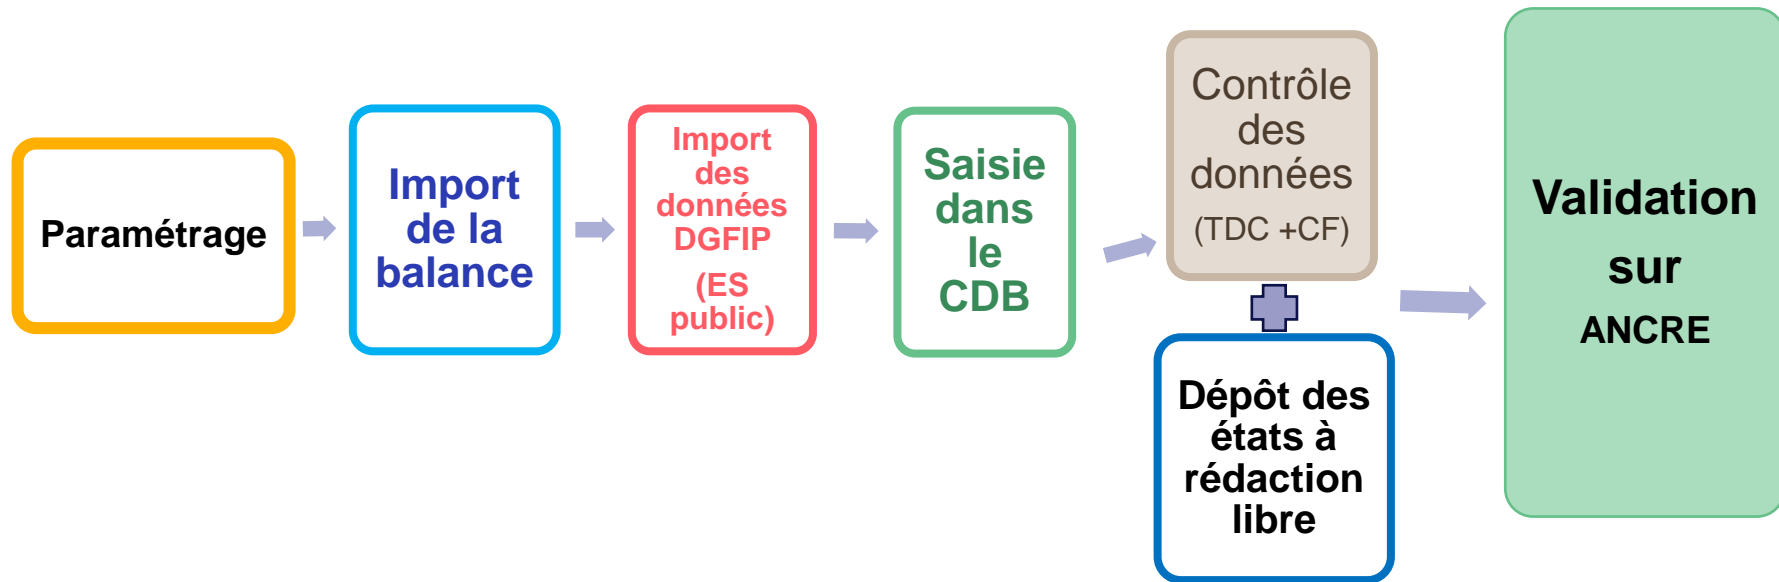 Paramétrage
Import
de la
balance
Import
des
données
DGFIP
(ES
public)
Saisie
dans
le
CDB
Contrôle
des
données
(TDC +CF)
Dépôt des
états à
rédaction
libre
Validation
sur
ANCRE